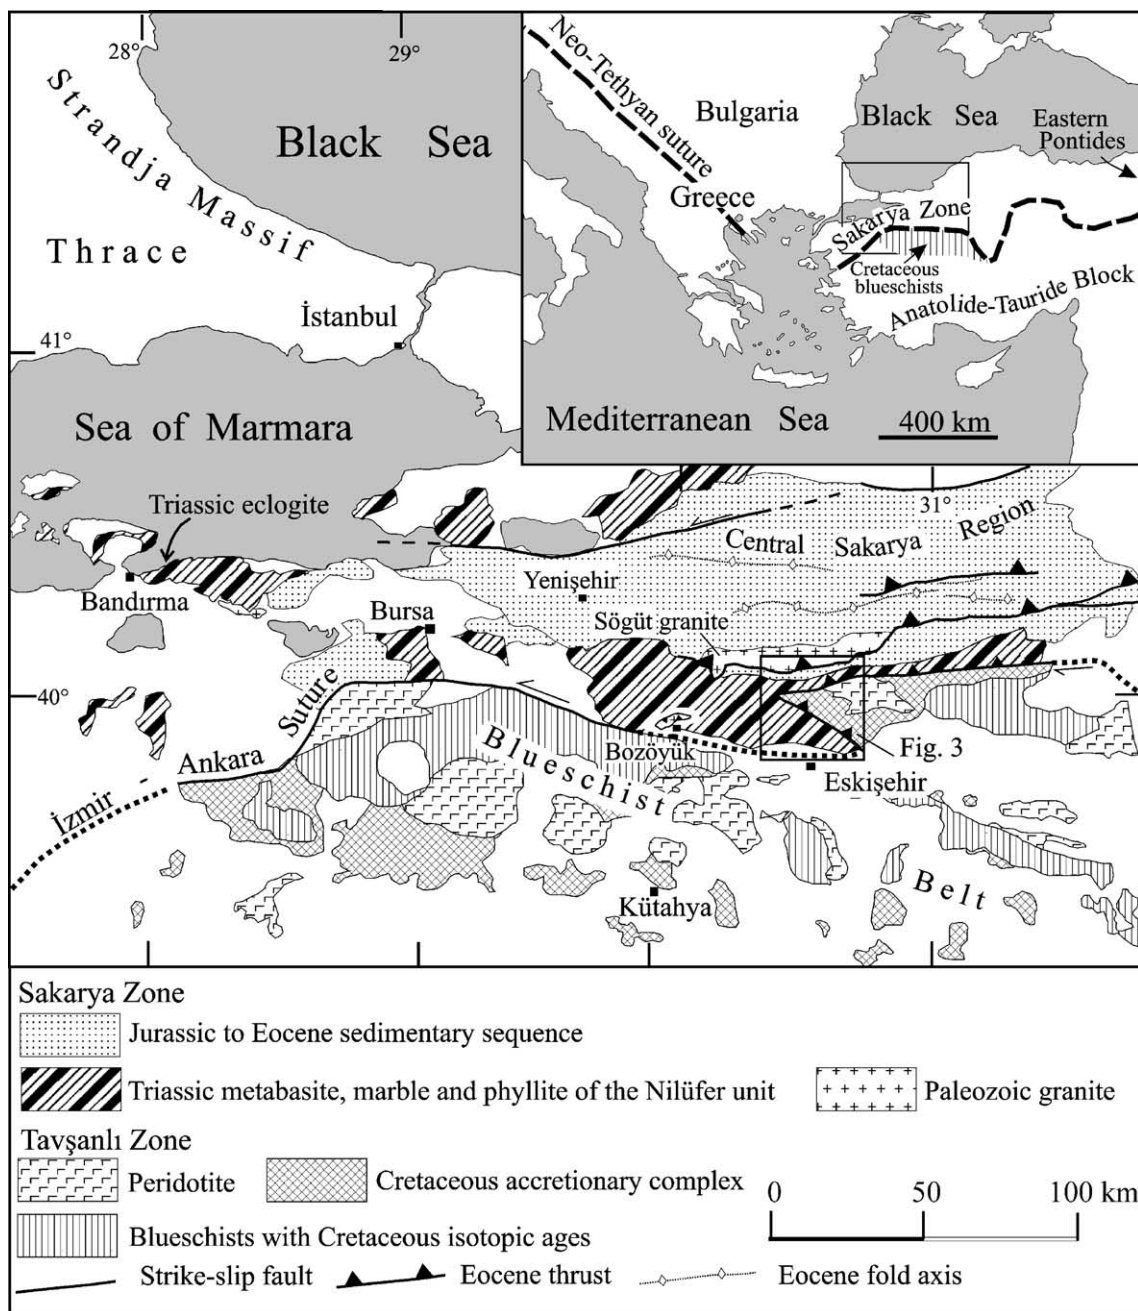 28°
29°
Strandja Massif
Black Sea
Thrace
İstanbul
41°
Sea of Marmara
Neo-Tethyan suture
Bulgaria
Black Sea
Eastern
Pontides
Greece
Sakarya Zone
Cretaceous
blueschists
Anatolide-Tauride Block
Mediterranean Sea
400 km
Triassic eclogite
31°
Central Sakarya Region
Bandırma
Yenişehir
Bursa
Sögüt granite
40°
Suture
Ankara
İzmir
Blueschist
Bozöyük
Fig. 3
Eskişehir
Belt
Kütahya
Sakarya Zone
Jurassic to Eocene sedimentary sequence
Triassic metabasite, marble and phyllite of the Nilüfer unit
Paleozoic granite
Tavşanlı Zone
Peridotite
Cretaceous accretionary complex
0 50 100 km
Blueschists with Cretaceous isotopic ages
Strike-slip fault
Eocene thrust
Eocene fold axis